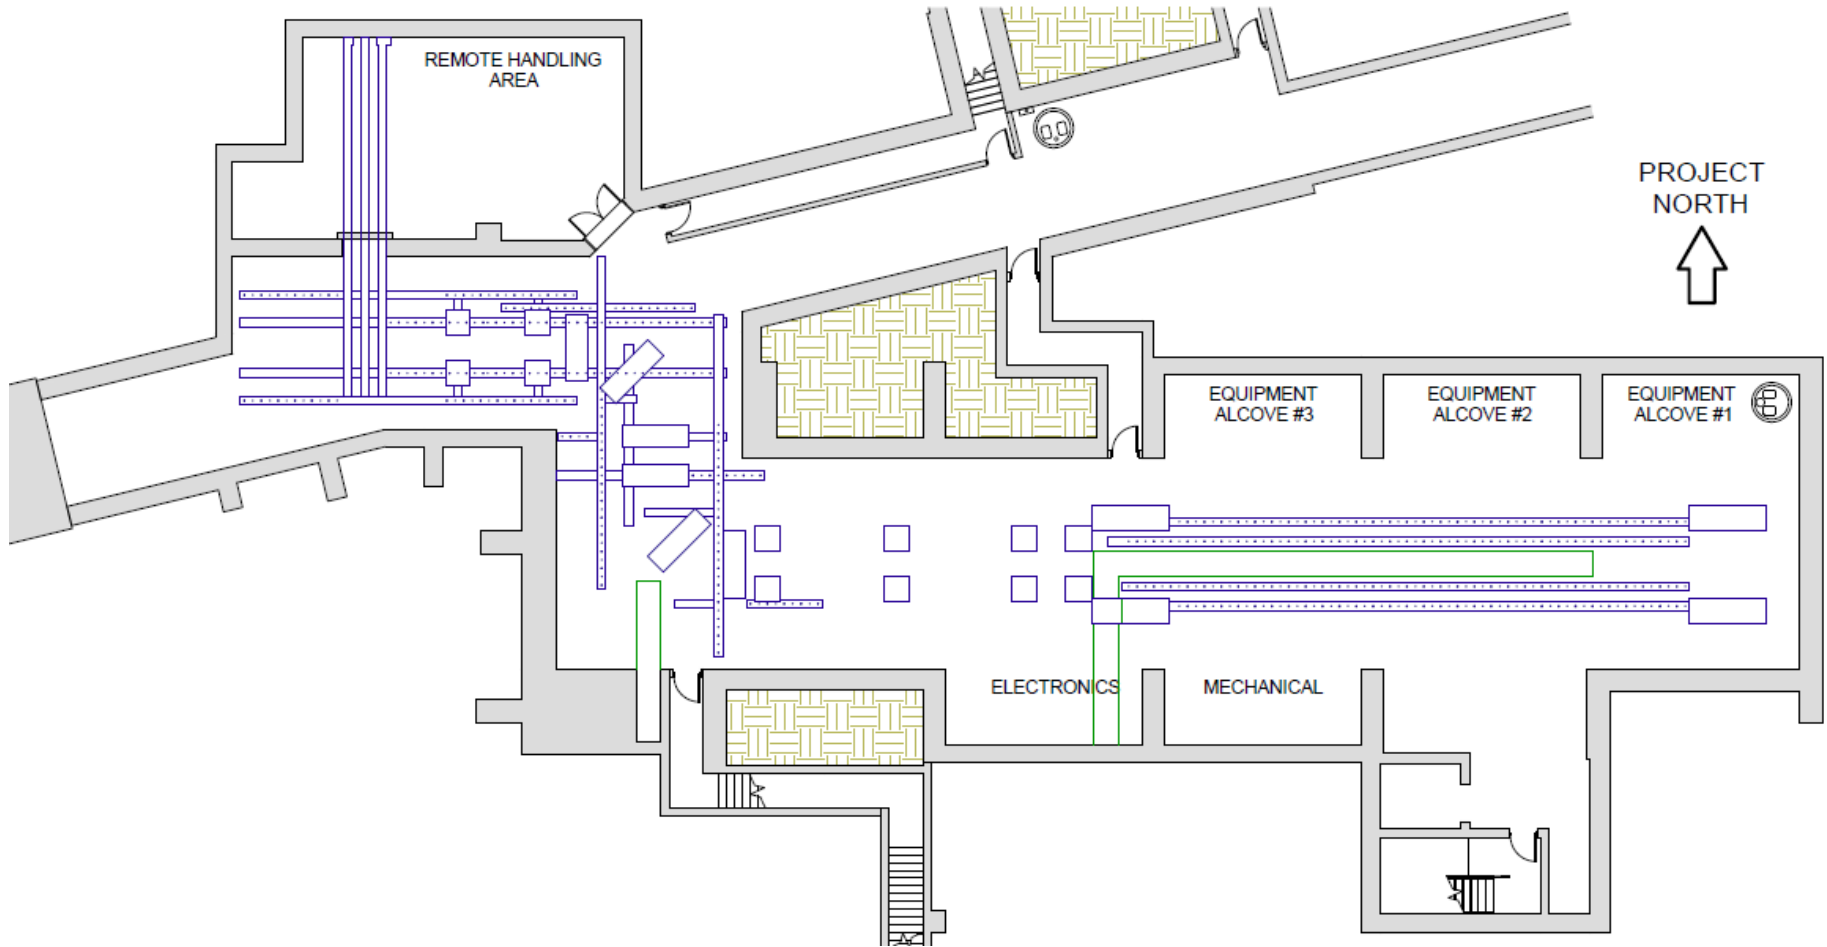 REMOTE HANDLING
AREA
PROJECT
NORTH
EQUIPMENT
ALCOVE #3
EQUIPMENT
ALCOVE #2
EQUIPMENT
ALCOVE #1
ELECTRONICS
MECHANICAL